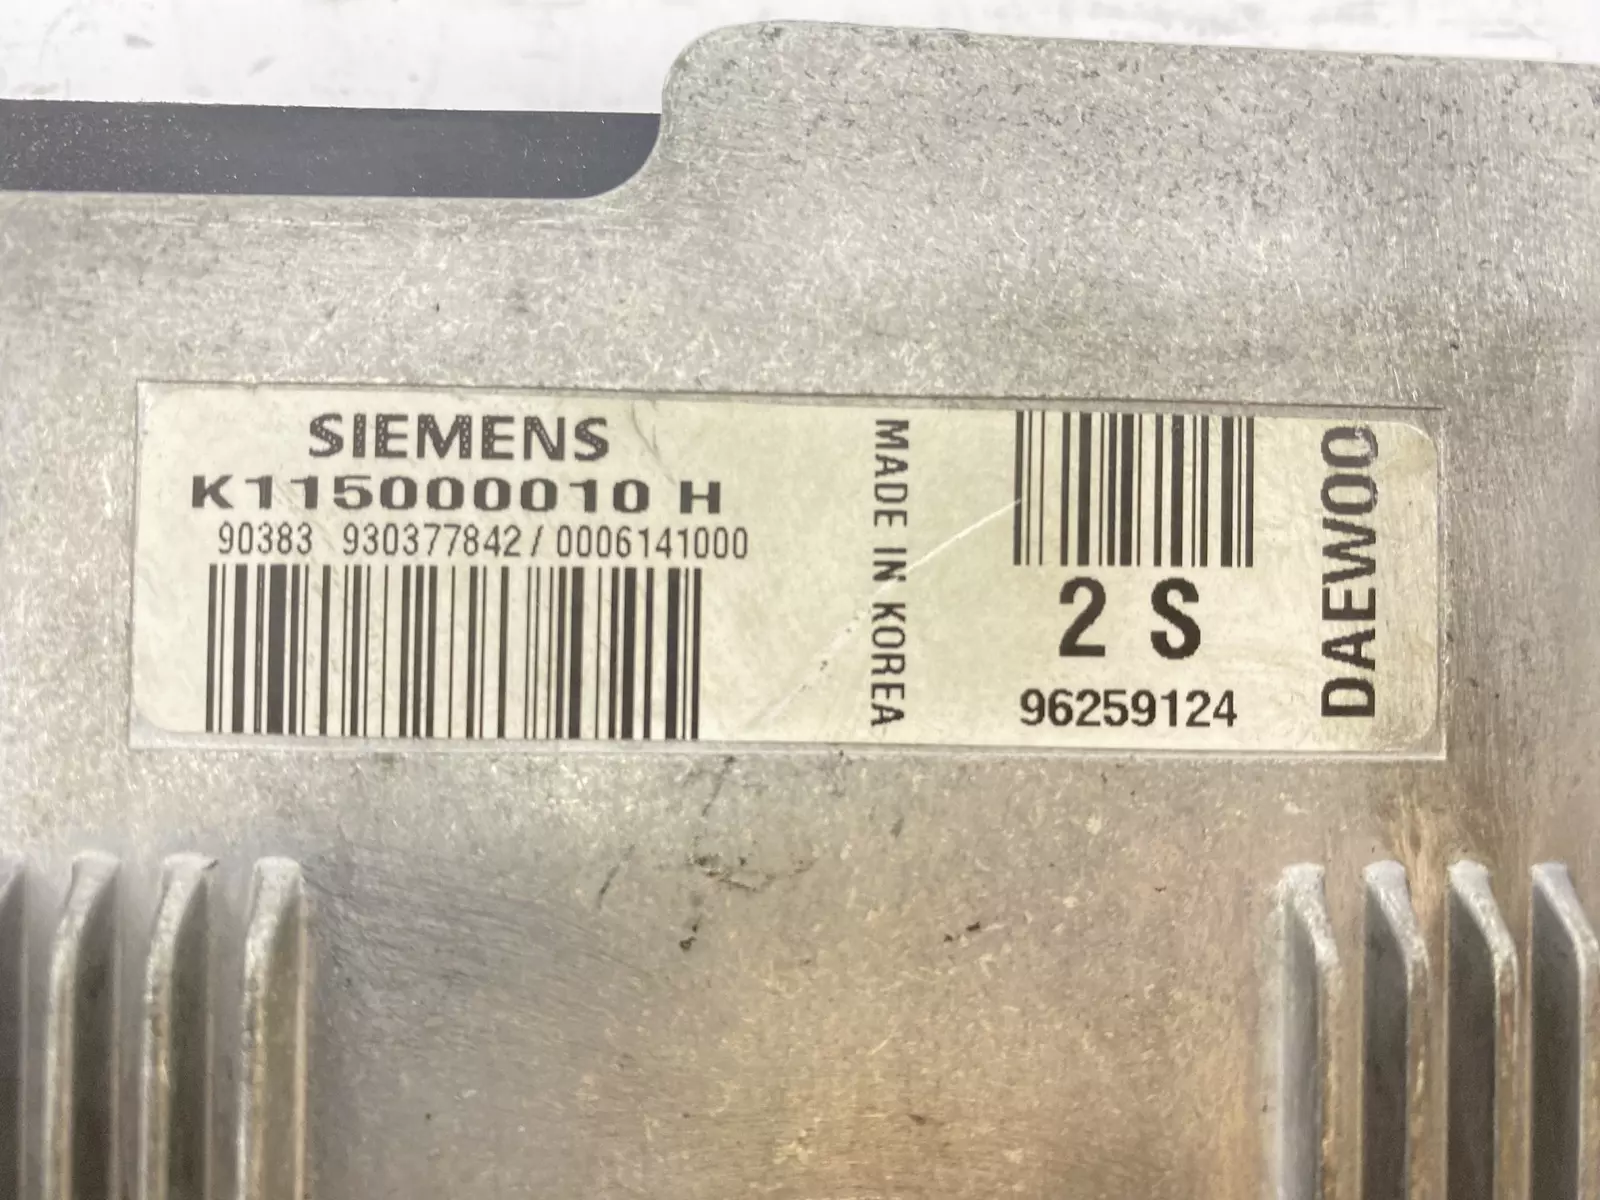 SIEMENS
K115000010 H
90383 930377842/0006141000
MADE IN KOREA
2 S
96259124
DAEWOO